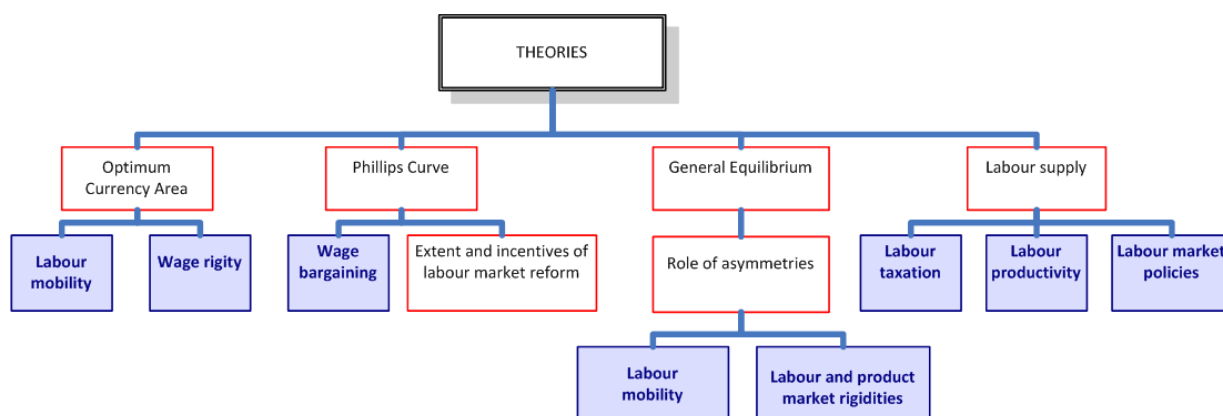 THEORIES
Optimum
Currency Area
Phillips Curve
General Equilibrium
Labour supply
Labour
mobility
Wage rigity
Wage
bargaining
Extent and incentives of
labour market reform
Role of asymmetries
Labour
taxation
Labour
productivity
Labour market
policies
Labour
mobility
Labour and product
market rigidities